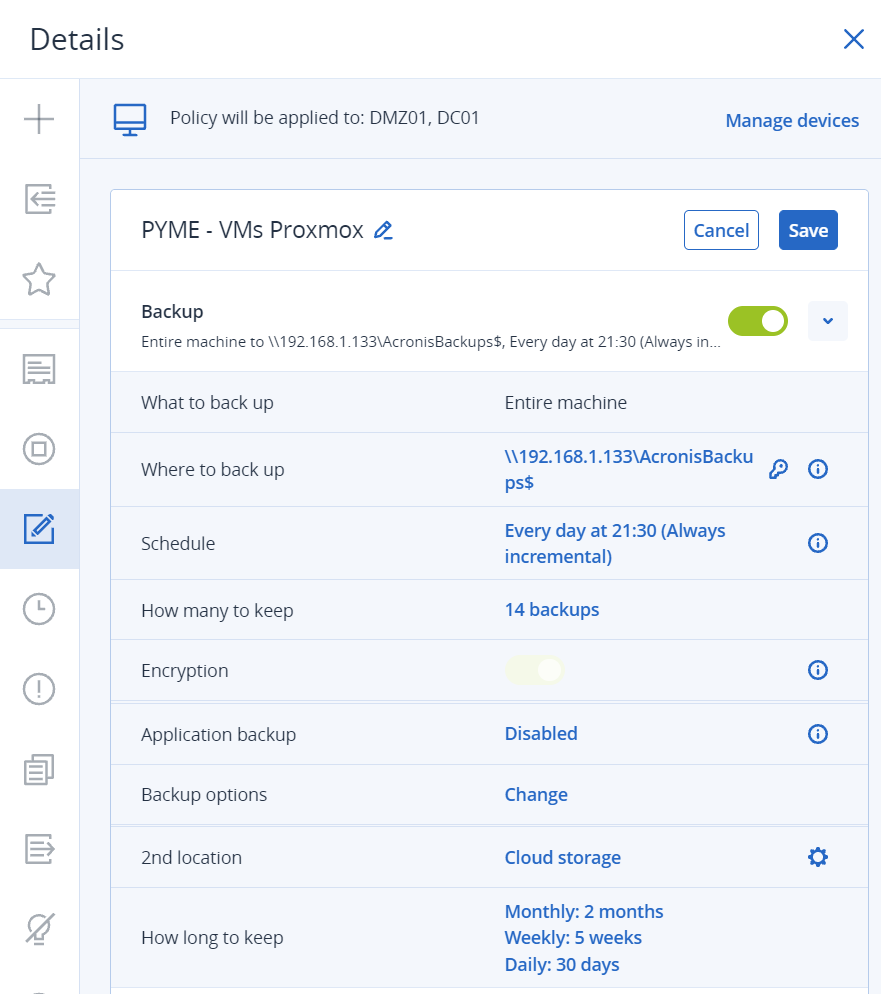 Details
Policy will be applied to: DMZ01, DC01
Manage devices
PYME - VMs Proxmox
Cancel
Save
Backup
Entire machine to \\192.168.1.133\AcronisBackups$, Every day at 21:30 (Always in...
What to back up
Entire machine
Where to back up
\\192.168.1.133\AcronisBacku
ps$
Schedule
Every day at 21:30 (Always
incremental)
How many to keep
14 backups
Encryption
Application backup
Disabled
Backup options
Change
2nd location
Cloud storage
How long to keep
Monthly: 2 months
Weekly: 5 weeks
Daily: 30 days